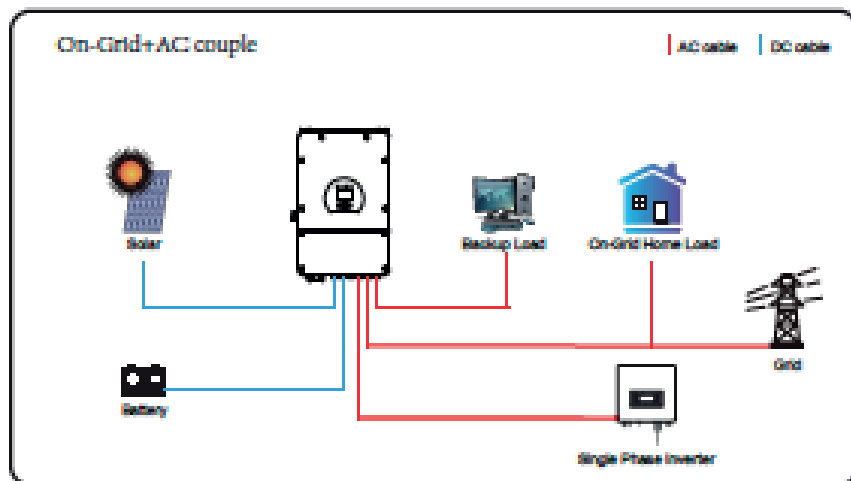 On-Grid+AC couple
AC cable
DC cable
Solar
Backup Load
On-Grid Home Load
Grid
Battery
Single Phase Inverter